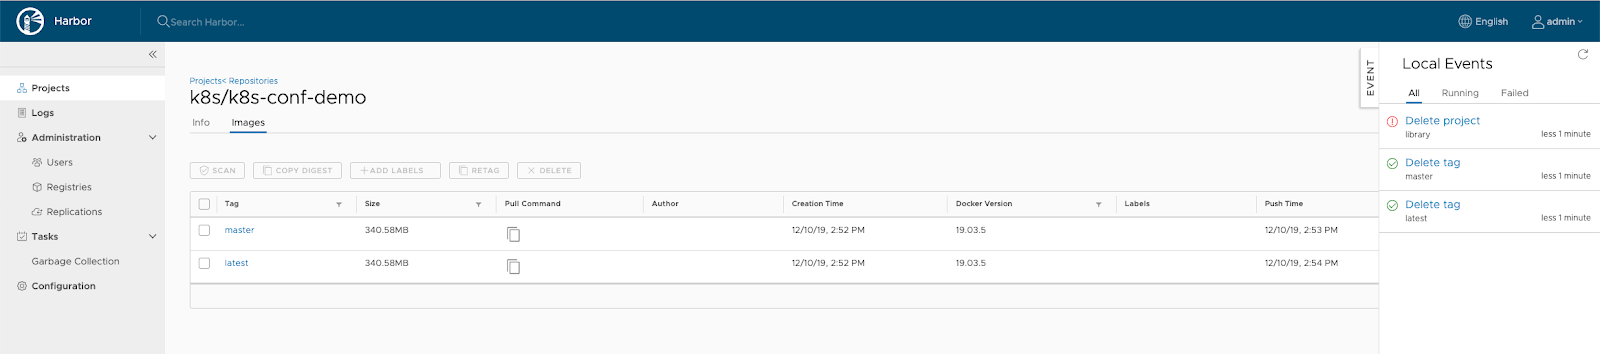 Harbor
Search Harbor...
English
admin
Projects
Logs
Administration
Users
Registries
Replications
Tasks
Garbage Collection
Configuration
Projects< Repositories
k8s/k8s-conf-demo
Info Images
SCAN COPY DIGEST +ADD LABELS RETAG DELETE
Tag Size Pull Command Author Creation Time Docker Version Labels Push Time
master 340.58MB 12/10/19, 2:52 PM 19.03.5 12/10/19, 2:53 PM
latest 340.58MB 12/10/19, 2:52 PM 19.03.5 12/10/19, 2:54 PM
EVENT
Local Events
All Running Failed
Delete project
library less 1 minute
Delete tag
master less 1 minute
Delete tag
latest less 1 minute